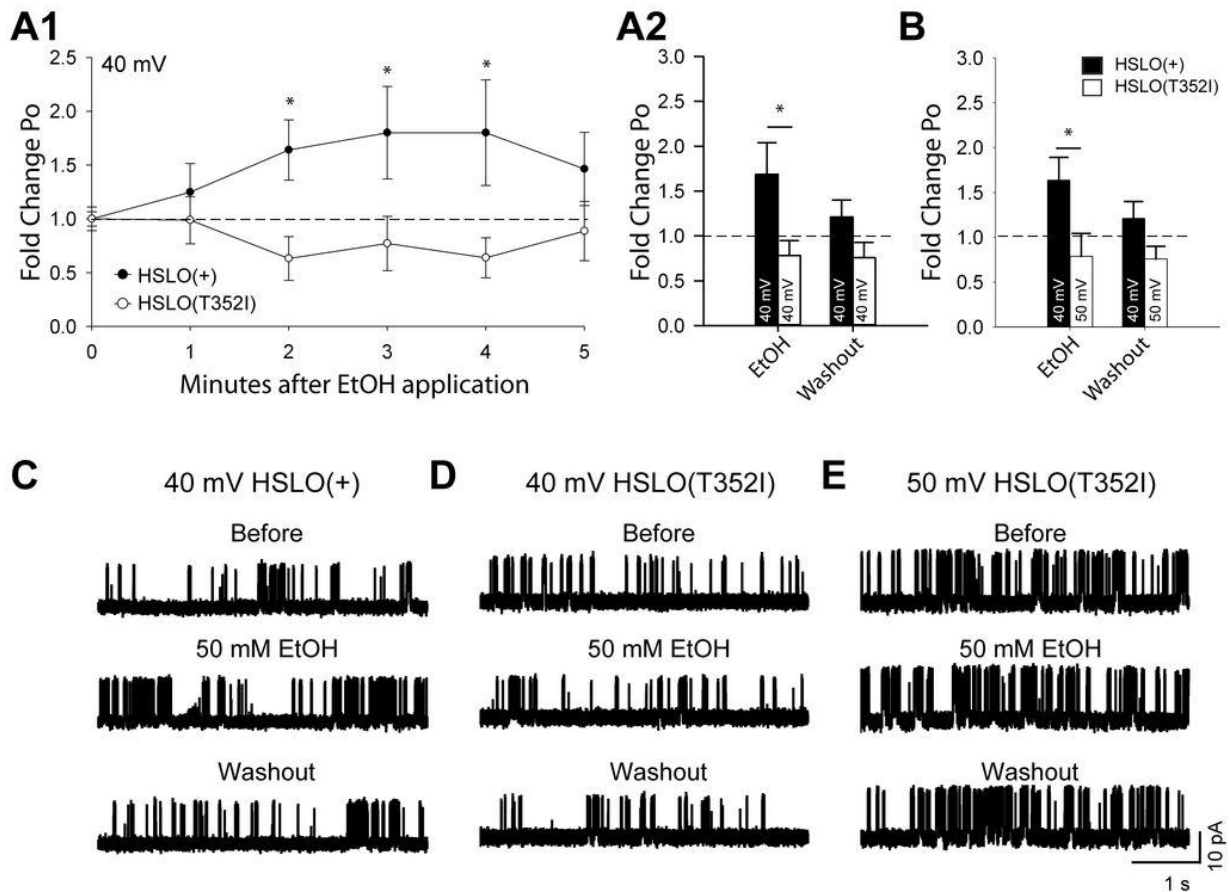 A1
40 mV
Fold Change Po
2.5
2.0
1.5
1.0
0.5
0.0
* * *
HSLO(+)
HSLO(T352I)
0 1 2 3 4 5
Minutes after EtOH application
A2
Fold Change Po
3.0
2.5
2.0
1.5
1.0
0.5
0.0
*
40 mV
40 mV
40 mV
40 mV
EtOH
Washout
B
Fold Change Po
3.0
2.5
2.0
1.5
1.0
0.5
0.0
HSLO(+)
HSLO(T352I)
*
40 mV
50 mV
40 mV
50 mV
EtOH
Washout
C
40 mV HSLO(+)
Before
50 mM EtOH
Washout
D
40 mV HSLO(T352I)
Before
50 mM EtOH
Washout
E
50 mV HSLO(T352I)
Before
50 mM EtOH
Washout
10 pA
1 s